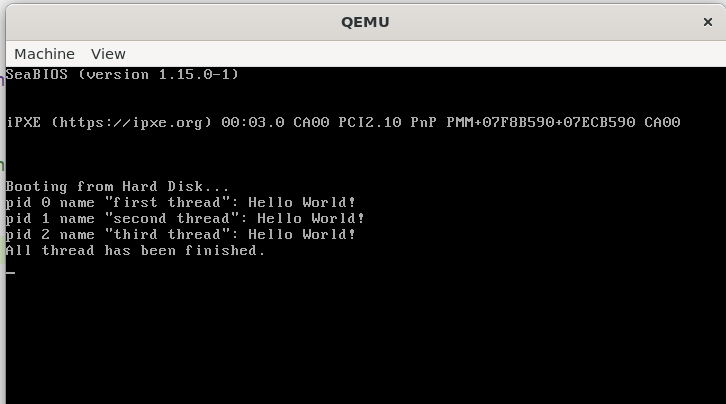 QEMU
×
Machine View
SeaBIOS (version 1.15.0-1)
iPXE (https://ipxe.org) 00:03.0 CA00 PCI2.10 PnP PMM+07F8B590+07ECB590 CA00
Booting from Hard Disk...
pid 0 name "first thread": Hello World!
pid 1 name "second thread": Hello World!
pid 2 name "third thread": Hello World!
All thread has been finished.
_